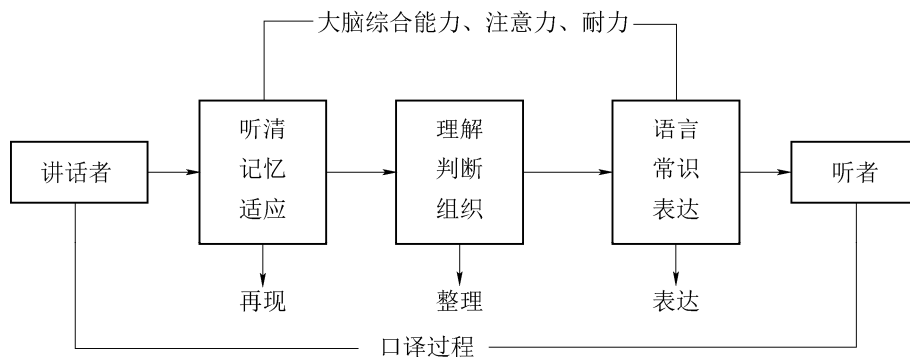 大脑综合能力、注意力、耐力
讲话者
听清
记忆
适应
理解
判断
组织
语言
常识
表达
听者
再现
整理
表达
口译过程